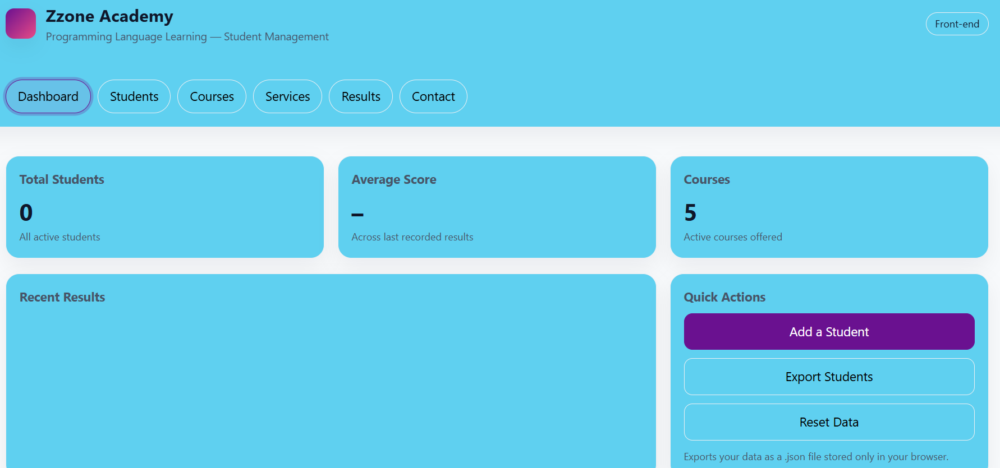 Zzone Academy
Programming Language Learning — Student Management
Front-end
Dashboard
Students
Courses
Services
Results
Contact
Total Students
0
All active students
Average Score
–
Across last recorded results
Courses
5
Active courses offered
Recent Results
Quick Actions
Add a Student
Export Students
Reset Data
Exports your data as a .json file stored only in your browser.